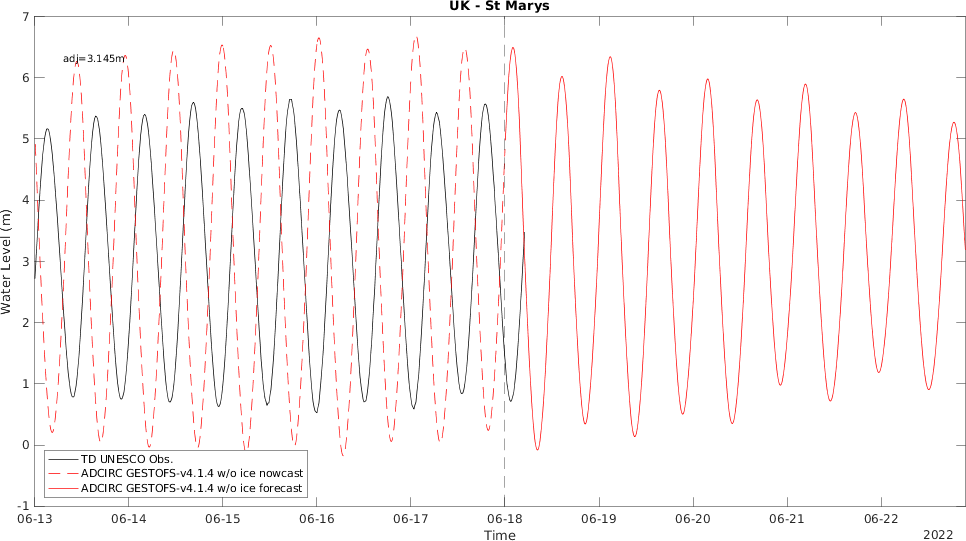 UK - St Marys
7
adj=3.145m
6
5
4
3
2
1
0
-1
Water Level (m)
TD UNESCO Obs.
ADCIRC GESTOFS-v4.1.4 w/o ice nowcast
ADCIRC GESTOFS-v4.1.4 w/o ice forecast
06-13 06-14 06-15 06-16 06-17 06-18 06-19 06-20 06-21 06-22
Time
2022